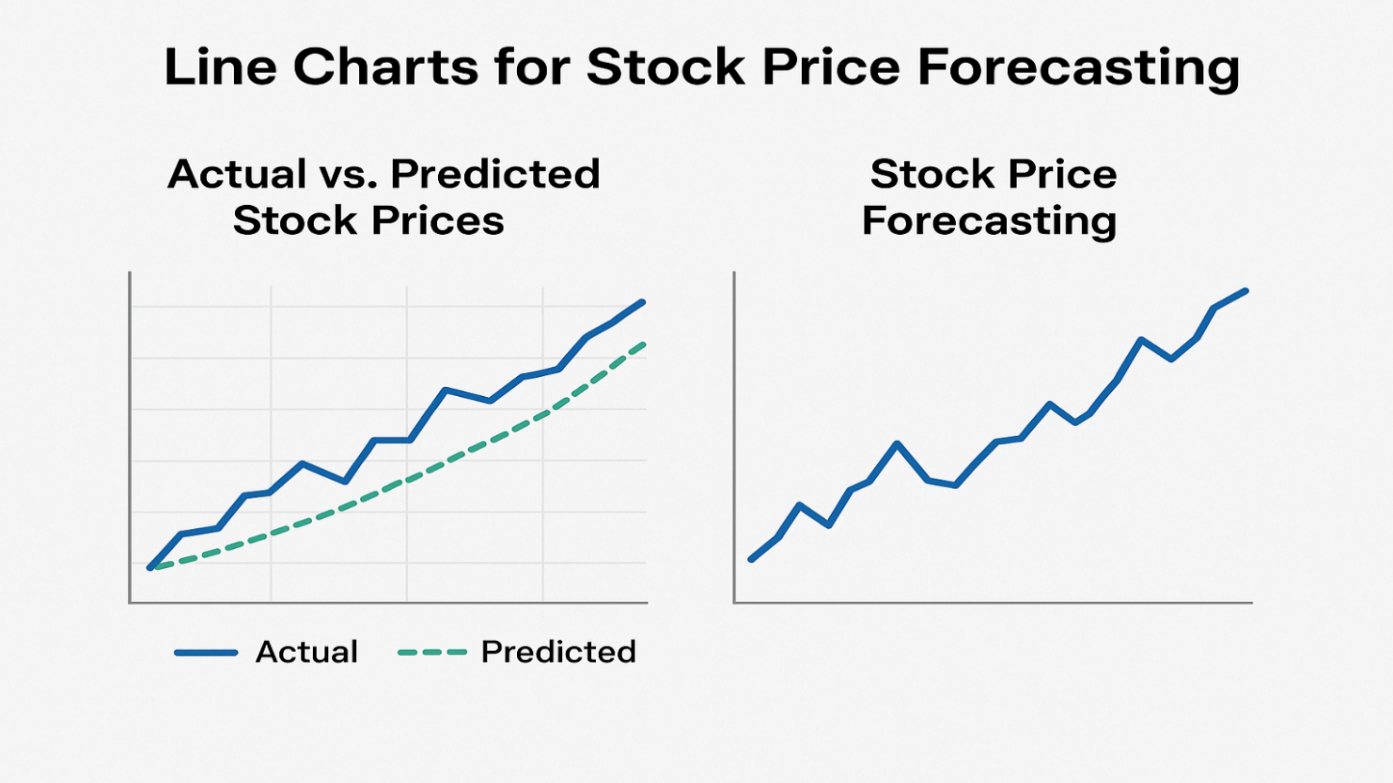 Line Charts for Stock Price Forecasting
Actual vs. Predicted
Stock Prices
Stock Price
Forecasting
Actual
Predicted